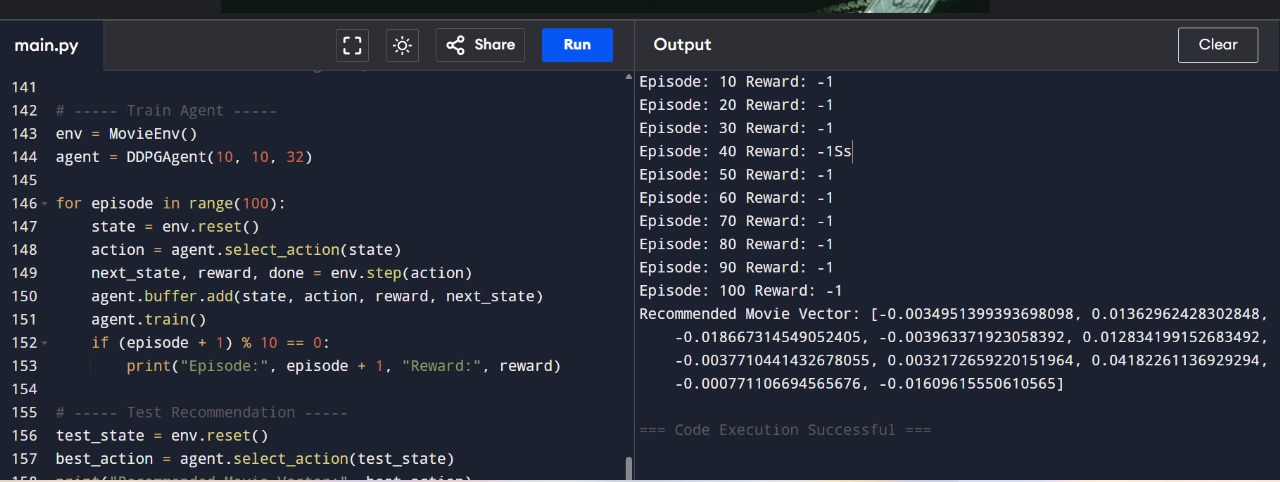 main.py
Share
Run
Output
Clear
141
142 # ----- Train Agent -----
143 env = MovieEnv()
144 agent = DDPGAgent(10, 10, 32)
145
146 for episode in range(100):
147 state = env.reset()
148 action = agent.select_action(state)
149 next_state, reward, done = env.step(action)
150 agent.buffer.add(state, action, reward, next_state)
151 agent.train()
152 if (episode + 1) % 10 == 0:
153 print("Episode:", episode + 1, "Reward:", reward)
154
155 # ----- Test Recommendation -----
156 test_state = env.reset()
157 best_action = agent.select_action(test_state)
158 print("Recommended Movie Vector:", best_action)
Episode: 10 Reward: -1
Episode: 20 Reward: -1
Episode: 30 Reward: -1
Episode: 40 Reward: -1Ss
Episode: 50 Reward: -1
Episode: 60 Reward: -1
Episode: 70 Reward: -1
Episode: 80 Reward: -1
Episode: 90 Reward: -1
Episode: 100 Reward: -1
Recommended Movie Vector: [-0.0034951399393698098, 0.01362962428302848,
-0.018667314549052405, -0.003963371923058392, 0.012834199152683492,
-0.0037710441432678055, 0.0032172659220151964, 0.04182261136929294,
-0.000771106694565676, -0.01609615550610565]
=== Code Execution Successful ===